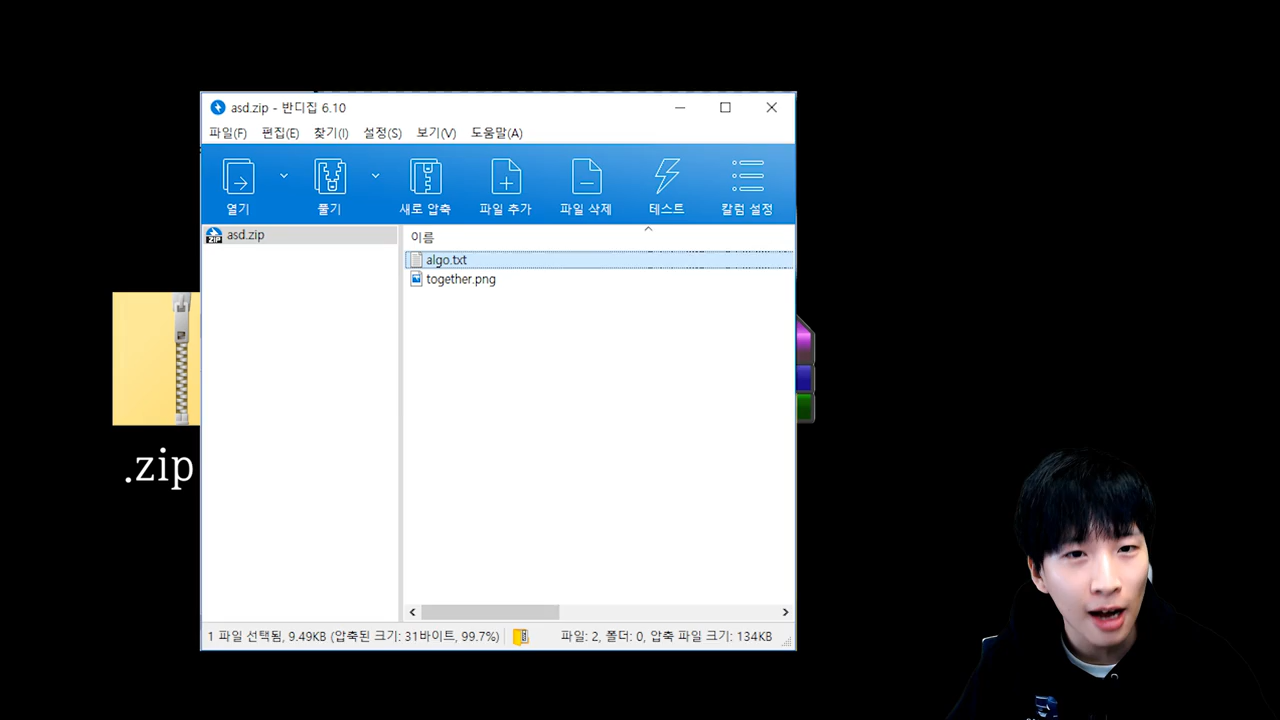 asd.zip - 반디집 6.10
파일(F) 편집(E) 찾기(I) 설정(S) 보기(V) 도움말(A)
열기 풀기 새로 압축 파일 추가 파일 삭제 테스트 칼럼 설정
ZIP asd.zip
이름
algo.txt
together.png
.zip
1 파일 선택됨, 9.49KB (압축된 크기: 31바이트, 99.7%) 파일: 2, 폴더: 0, 압축 파일 크기: 134KB